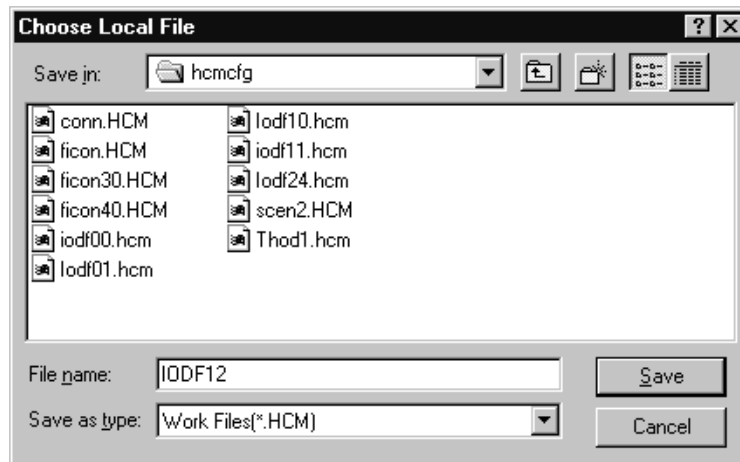 Choose Local File
Save in: hcmcfg
conn.HCM
ficon.HCM
ficon30.HCM
ficon40.HCM
iodf00.hcm
Iodf01.hcm
Iodf10.hcm
iodf11.hcm
Iodf24.hcm
scen2.HCM
Thod1.hcm
File name: IODF12
Save
Save as type: Work Files(*.HCM)
Cancel